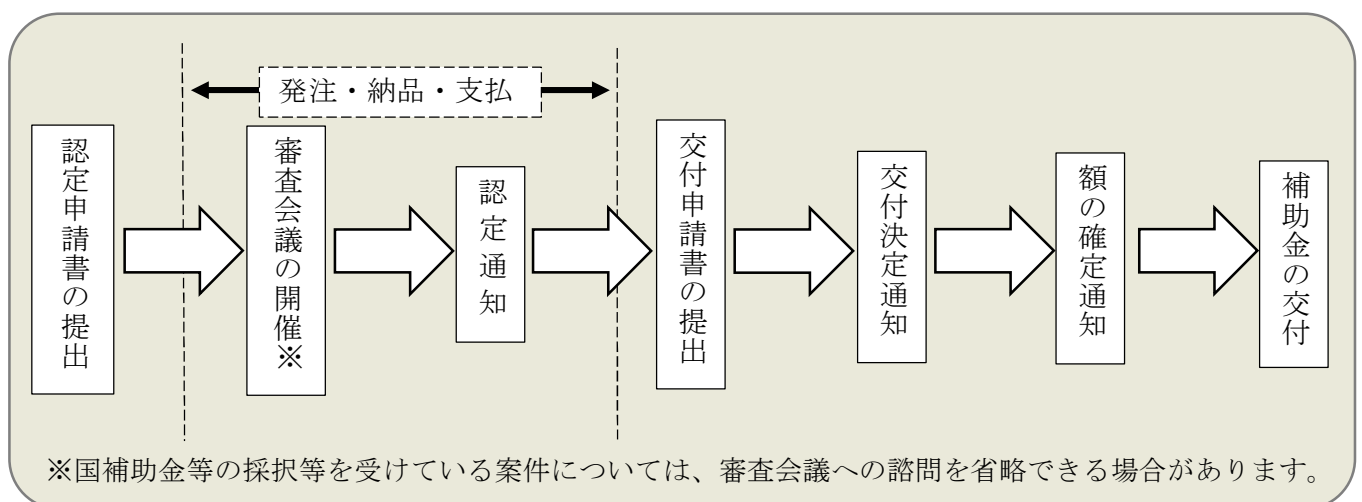 発注・納品・支払
認定申請書の提出
審査会議の開催※
認定通知
交付申請書の提出
交付決定通知
額の確定通知
補助金の交付
※国補助金等の採択等を受けている案件については、審査会議への諮問を省略できる場合があります。